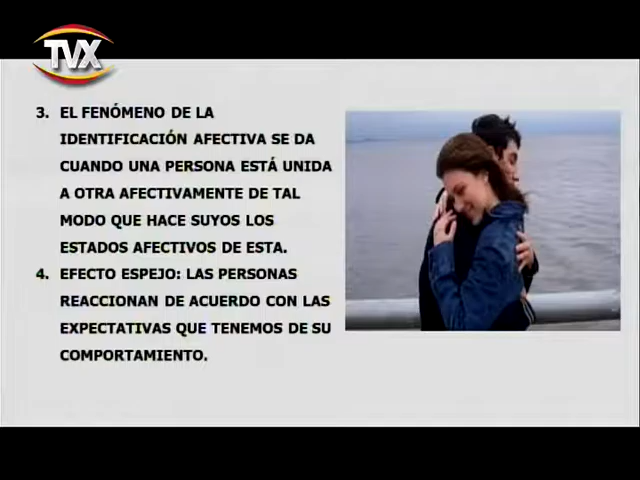 TVX
3. EL FENÓMENO DE LA
IDENTIFICACIÓN AFECTIVA SE DA
CUANDO UNA PERSONA ESTÁ UNIDA
A OTRA AFECTIVAMENTE DE TAL
MODO QUE HACE SUYOS LOS
ESTADOS AFECTIVOS DE ESTA.
4. EFECTO ESPEJO: LAS PERSONAS
REACCIONAN DE ACUERDO CON LAS
EXPECTATIVAS QUE TENEMOS DE SU
COMPORTAMIENTO.